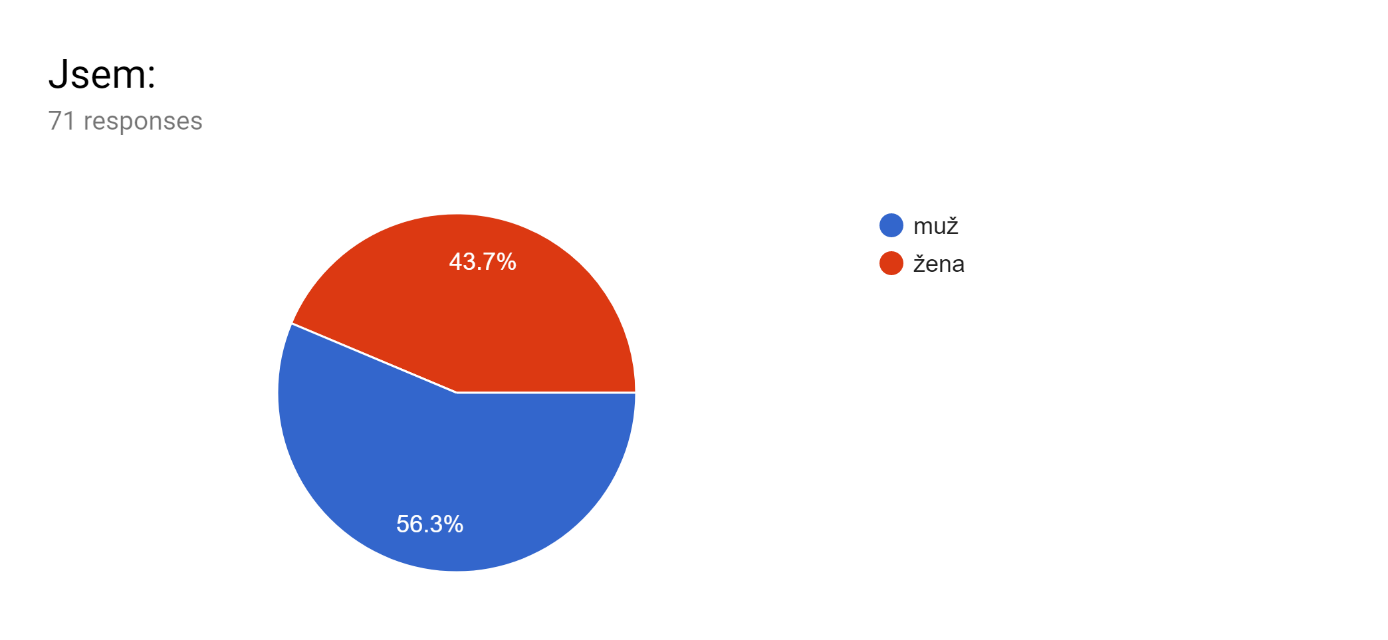 Jsem:
71 responses
muž
žena
43.7%
56.3%